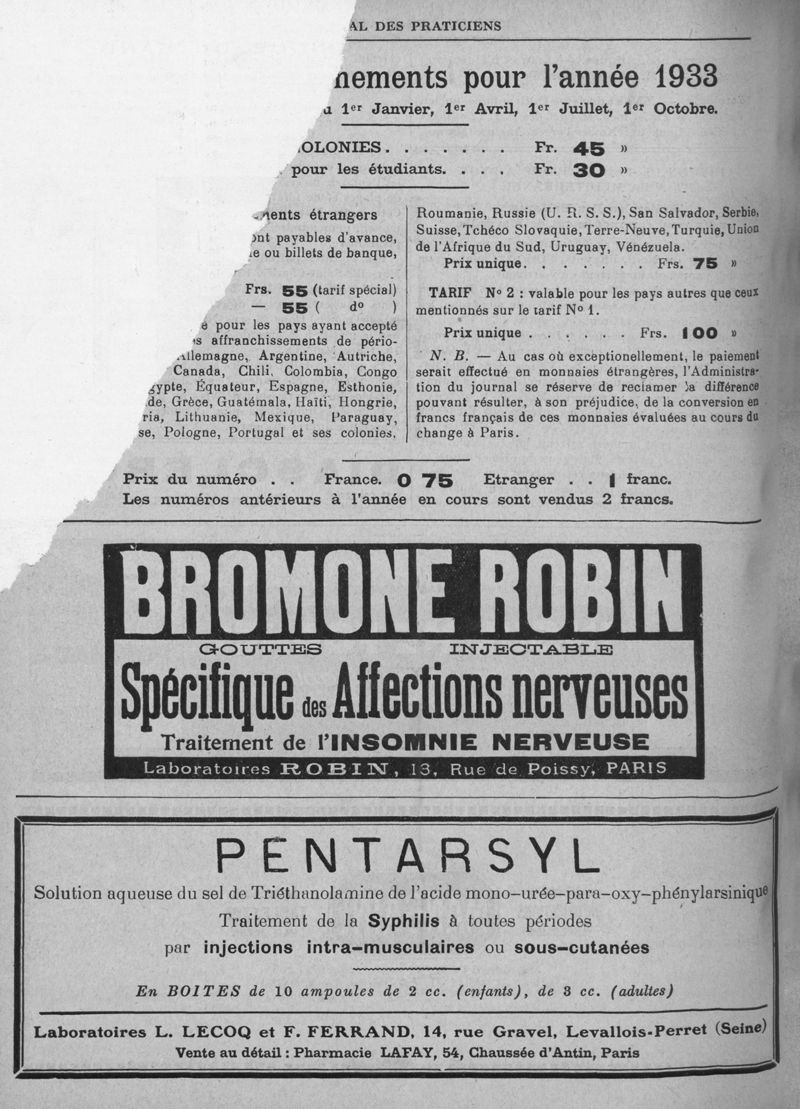 AL DES PRATICIENS
nements pour l'année 1933
1er Janvier, 1er Avril, 1er Juillet, 1er Octobre.
OLONIES. . . . . . . Fr. 45 »
pour les étudiants. . . . Fr. 30 »
ments étrangers
ont payables d'avance,
e ou billets de banque,
Frs. 55 (tarif spécial)
— 55 ( do )
é pour les pays ayant accepté
s affranchissements de pério-
Allemagne, Argentine, Autriche,
Canada, Chili, Colombia, Congo
gypte, Équateur, Espagne, Esthonie,
de, Grèce, Guatémala, Haïti, Hongrie,
ria, Lithuanie, Mexique, Paraguay,
se, Pologne, Portugal et ses colonies,
Roumanie, Russie (U. R. S. S.), San Salvador, Serbie,
Suisse, Tchéco Slovaquie, Terre-Neuve, Turquie, Union
de l'Afrique du Sud, Uruguay, Vénézuela.
Prix unique. . . . . . . Frs. 75 »
TARIF No 2 : valable pour les pays autres que ceux
mentionnés sur le tarif No 1.
Prix unique . . . . . . Frs. 100 »
N. B. — Au cas où exceptionellement, le paiement
serait effectué en monnaies étrangères, l'Administra-
tion du journal se réserve de reclamer la différence
pouvant résulter, à son préjudice, de la conversion en
francs français de ces monnaies évaluées au cours du
change à Paris.
Prix du numéro . . France. 0 75 Etranger . . 1 franc.
Les numéros antérieurs à l'année en cours sont vendus 2 francs.
BROMONE ROBIN
GOUTTES INJECTABLE
Spécifique des Affections nerveuses
Traitement de l'INSOMNIE NERVEUSE
Laboratoires ROBIN, 13, Rue de Poissy, PARIS
PENTARSYL
Solution aqueuse du sel de Triéthanolamine de l'acide mono-urée-para-oxy-phénylarsinique
Traitement de la Syphilis à toutes périodes
par injections intra-musculaires ou sous-cutanées
En BOITES de 10 ampoules de 2 cc. (enfants), de 3 cc. (adultes)
Laboratoires L. LECOQ et F. FERRAND, 14, rue Gravel, Levallois-Perret (Seine)
Vente au détail : Pharmacie LAFAY, 54, Chaussée d'Antin, Paris